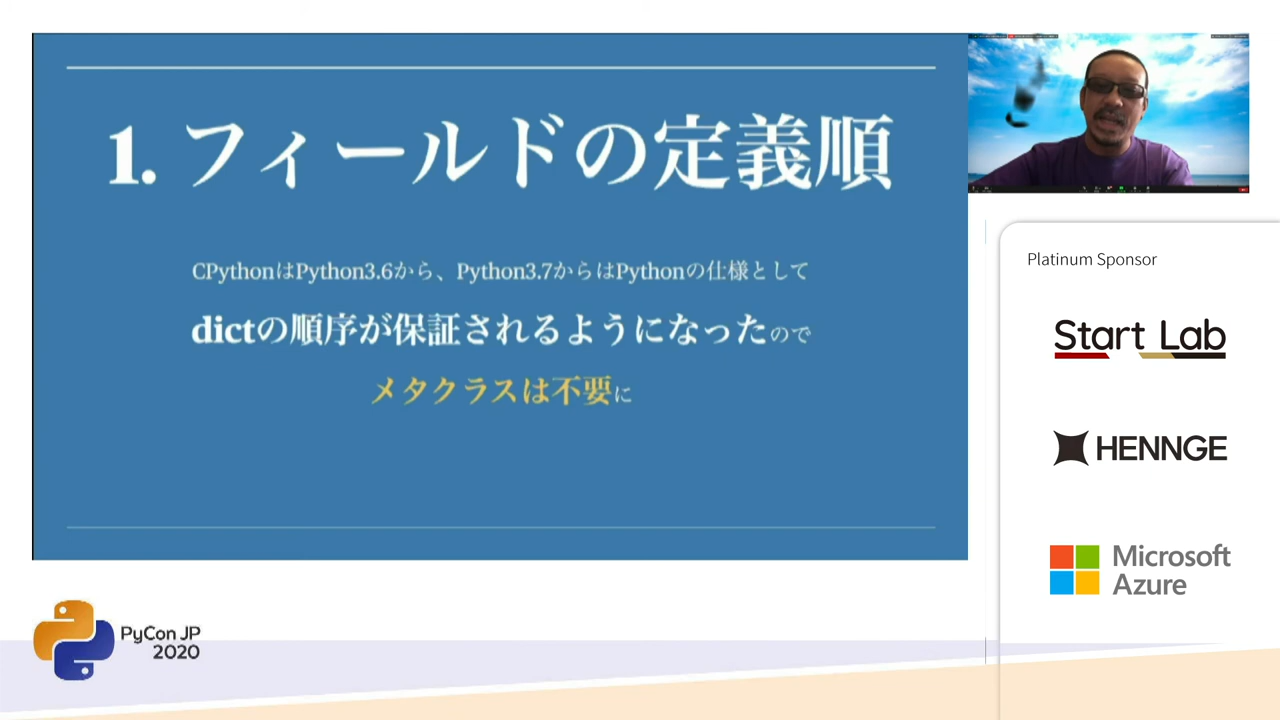 1. フィールドの定義順
CPythonはPython3.6から、Python3.7からはPythonの仕様として
dictの順序が保証されるようになったので
メタクラスは不要に
Platinum Sponsor
Start Lab
HENNGE
Microsoft
Azure
PyCon JP
2020